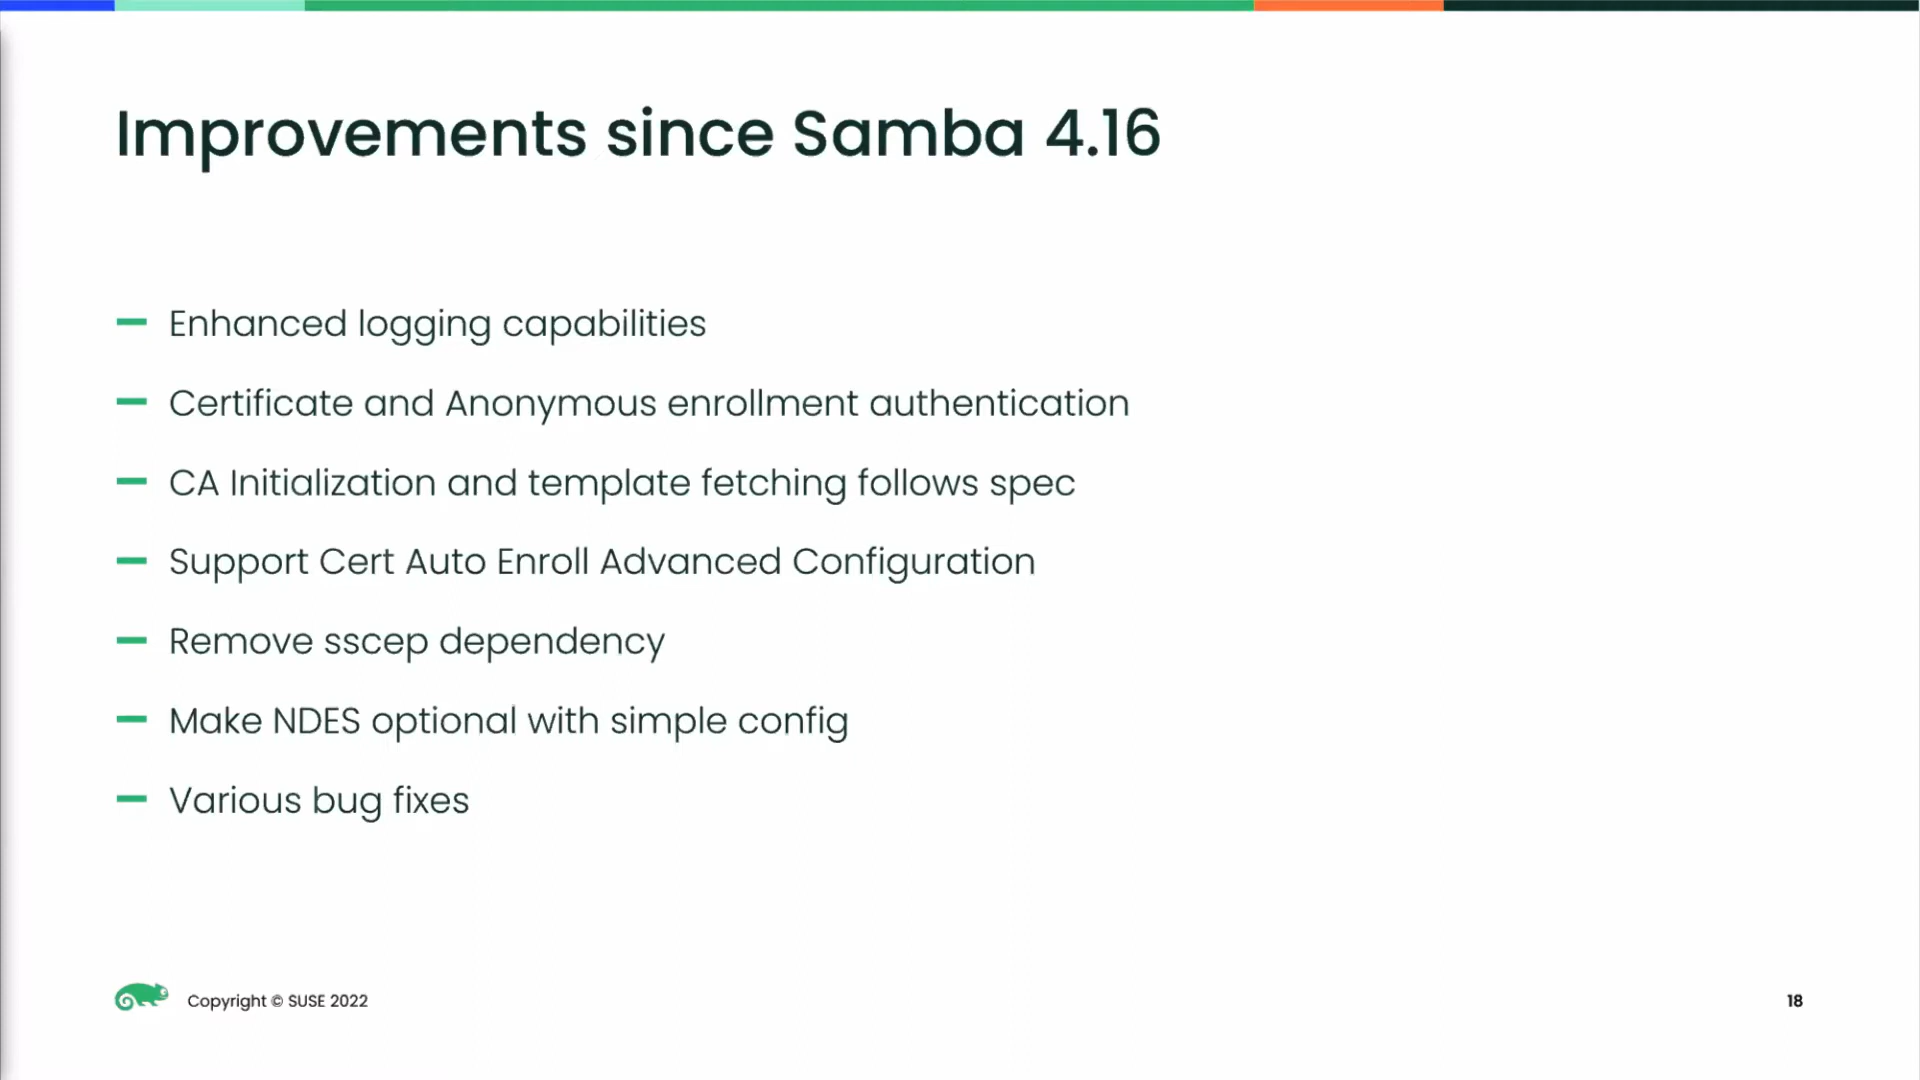 Improvements since Samba 4.16
Enhanced logging capabilities
Certificate and Anonymous enrollment authentication
CA Initialization and template fetching follows spec
Support Cert Auto Enroll Advanced Configuration
Remove sscep dependency
Make NDES optional with simple config
Various bug fixes
Copyright © SUSE 2022
18